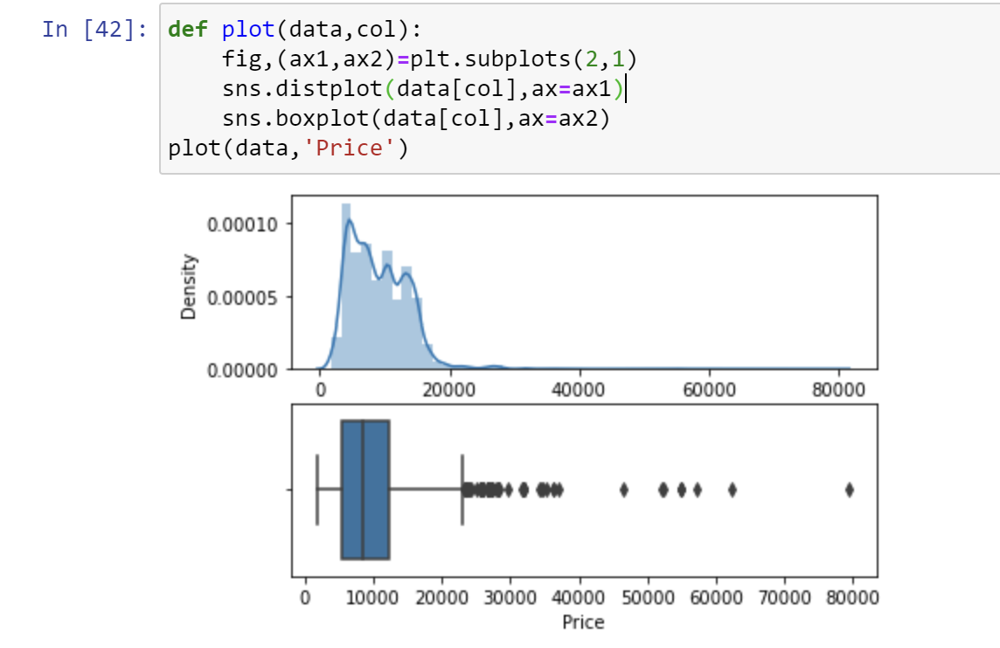 In [42]: def plot(data,col):
    fig,(ax1,ax2)=plt.subplots(2,1)
    sns.distplot(data[col],ax=ax1)
    sns.boxplot(data[col],ax=ax2)
plot(data,'Price')
0.00010
0.00005
0.00000
Density
0 20000 40000 60000 80000
0 10000 20000 30000 40000 50000 60000 70000 80000
Price